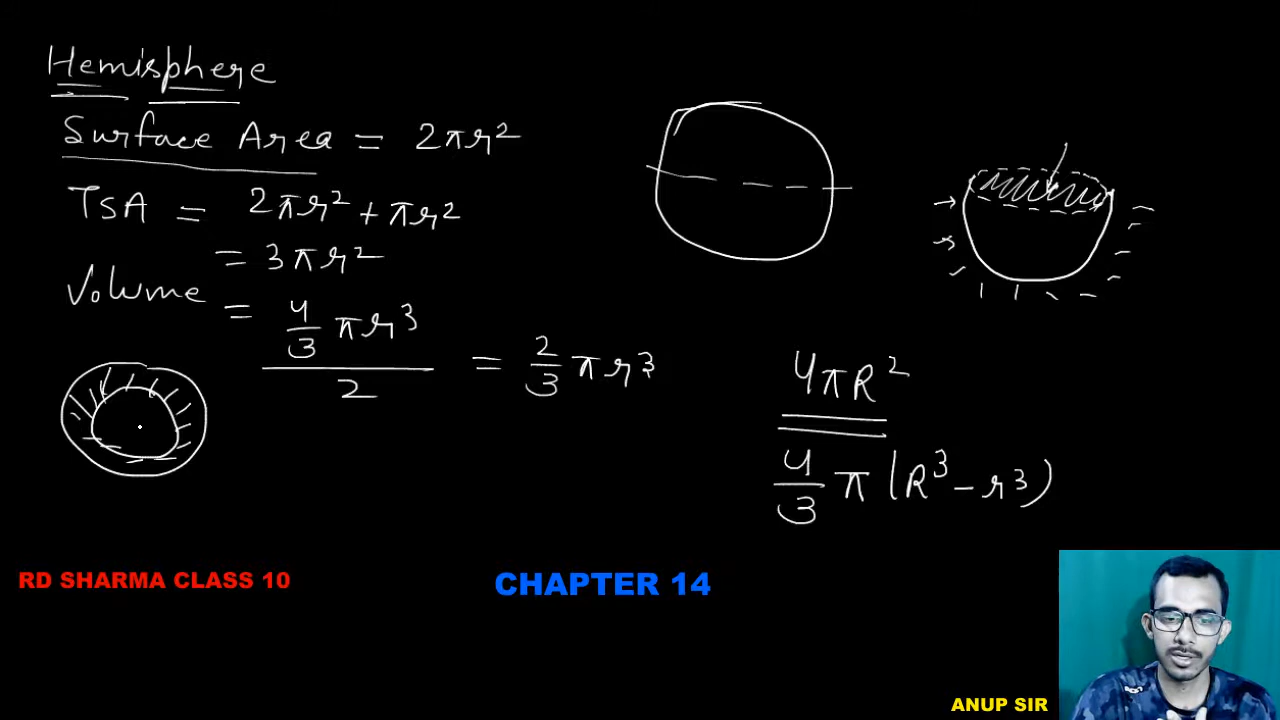 Hemisphere
Surface Area = 2πr²
TSA = 2πr² + πr²
= 3πr²
Volume = 4/3 πr³ / 2 = 2/3 πr³
4πR²
4/3 π (R³ - r³)
RD SHARMA CLASS 10
CHAPTER 14
ANUP SIR